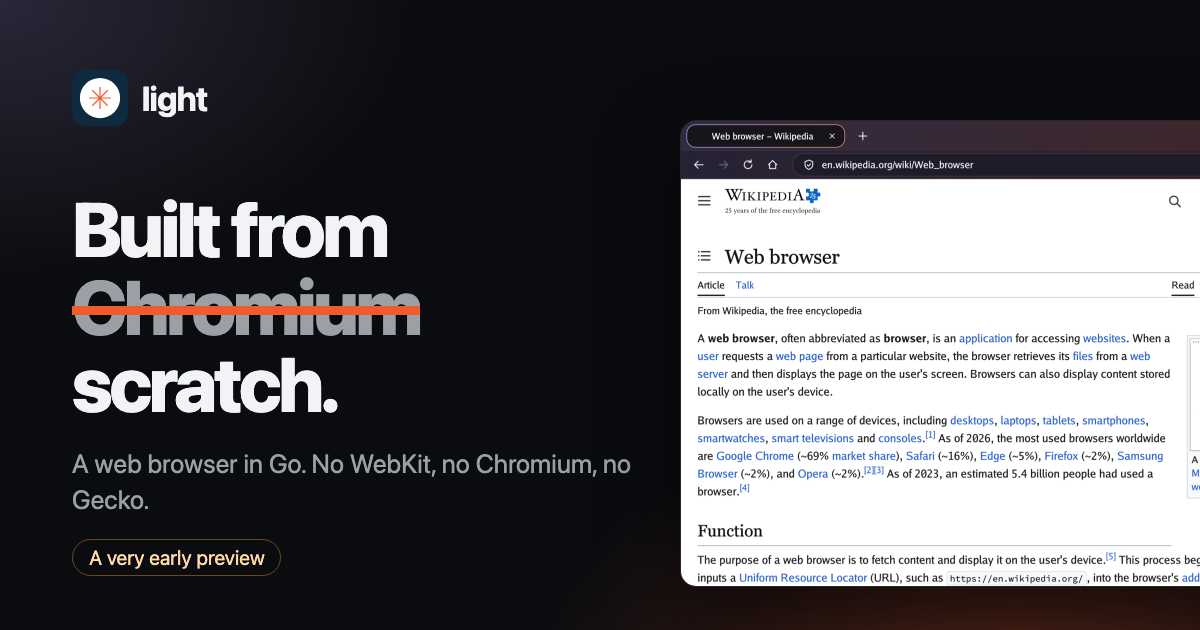 light
Built from
Chromium
scratch.
A web browser in Go. No WebKit, no Chromium, no
Gecko.
A very early preview
Web browser – Wikipedia × +
en.wikipedia.org/wiki/Web_browser
WIKIPEDIA
25 years of the free encyclopedia
Web browser
Article Talk Read
From Wikipedia, the free encyclopedia
A web browser, often abbreviated as browser, is an application for accessing websites. When a
user requests a web page from a particular website, the browser retrieves its files from a web
server and then displays the page on the user's screen. Browsers can also display content stored
locally on the user's device.
Browsers are used on a range of devices, including desktops, laptops, tablets, smartphones,
smartwatches, smart televisions and consoles.[1] As of 2026, the most used browsers worldwide
are Google Chrome (~69% market share), Safari (~16%), Edge (~5%), Firefox (~2%), Samsung
Browser (~2%), and Opera (~2%).[2][3] As of 2023, an estimated 5.4 billion people had used a
browser.[4]
A
M
Function
The purpose of a web browser is to fetch content and display it on the user's device.[5] This process beg
inputs a Uniform Resource Locator (URL), such as https://en.wikipedia.org/ , into the browser's add